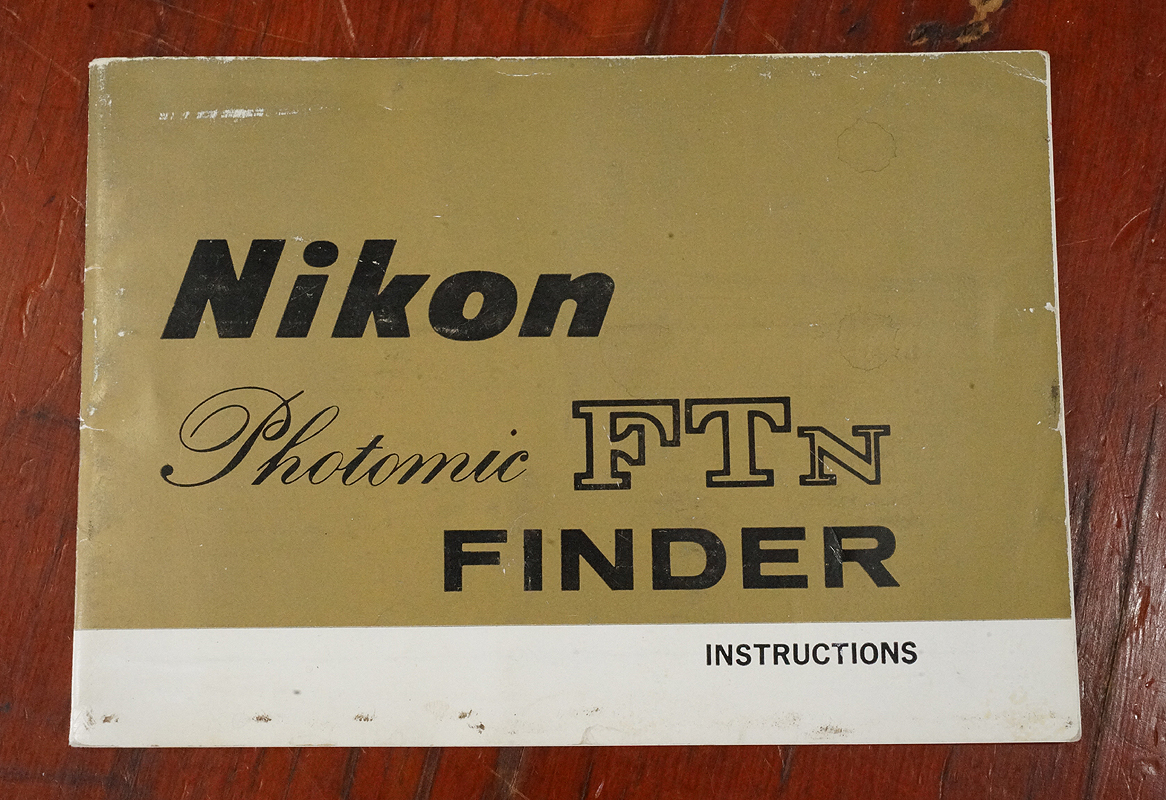 Nikon
Photomic FTN
FINDER
INSTRUCTIONS